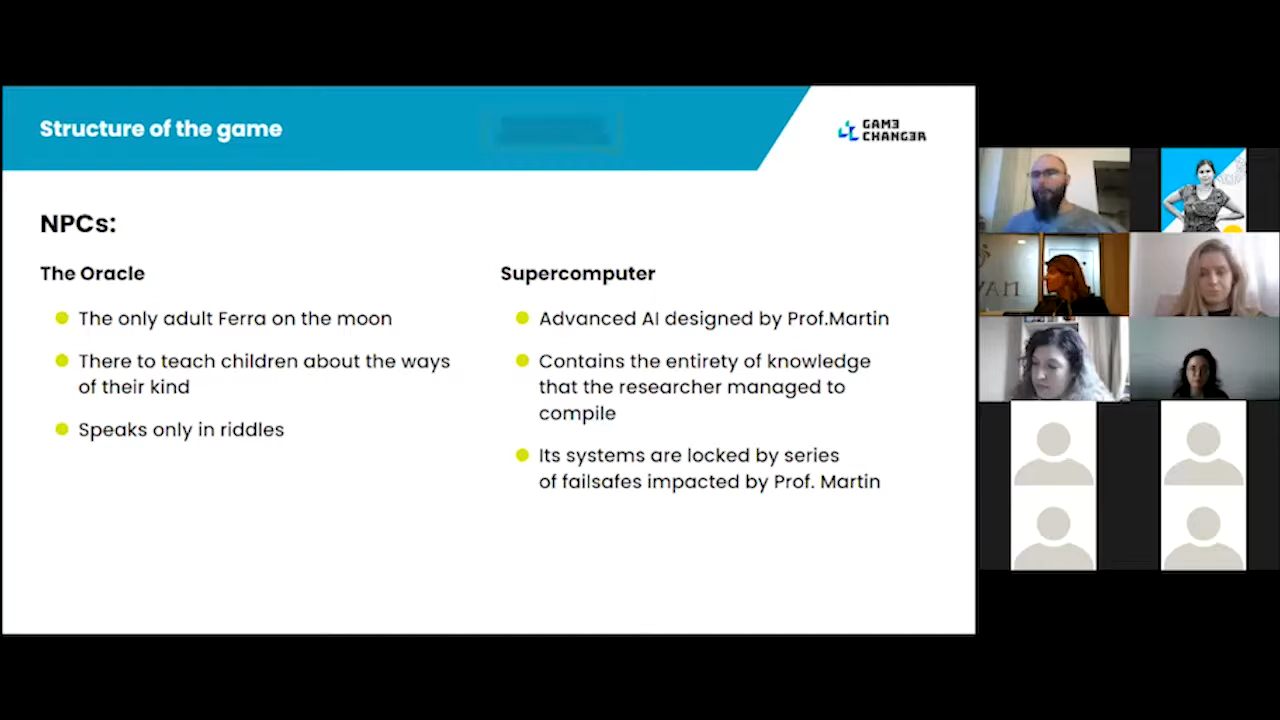 Structure of the game
GAM3
CHANG3R
NPCs:
The Oracle
The only adult Ferra on the moon
There to teach children about the ways
of their kind
Speaks only in riddles
Supercomputer
Advanced AI designed by Prof.Martin
Contains the entirety of knowledge
that the researcher managed to
compile
Its systems are locked by series
of failsafes impacted by Prof. Martin